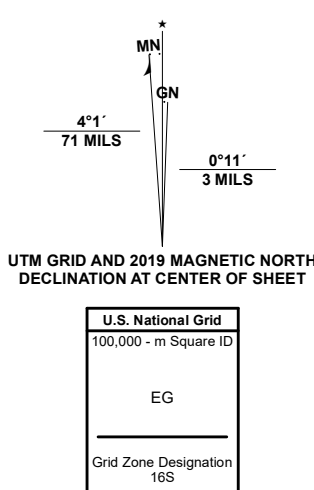 MN
GN
4°1´
71 MILS
0°11´
3 MILS
UTM GRID AND 2019 MAGNETIC NORTH
DECLINATION AT CENTER OF SHEET
U.S. National Grid
100,000 - m Square ID
EG
Grid Zone Designation
16S